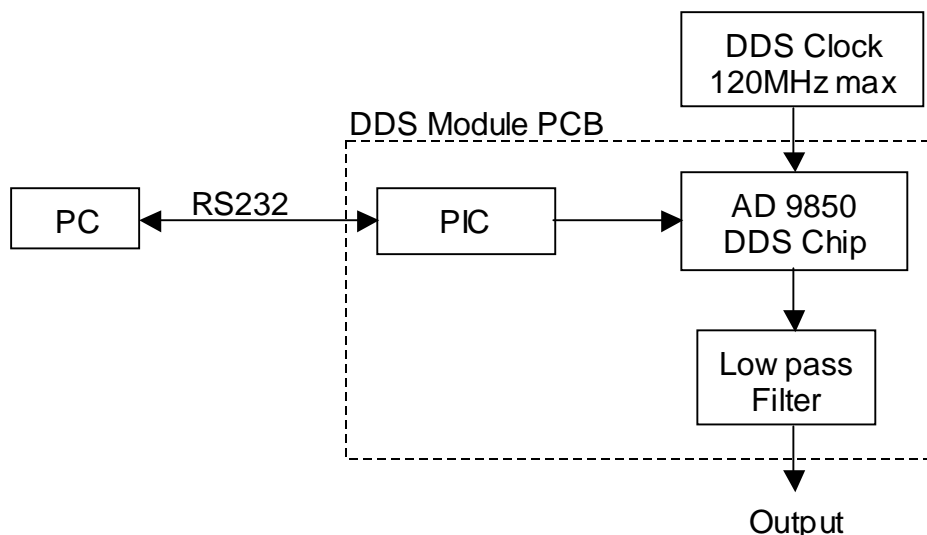 DDS Clock
120MHz max
DDS Module PCB
PC
RS232
PIC
AD 9850
DDS Chip
Low pass
Filter
Output